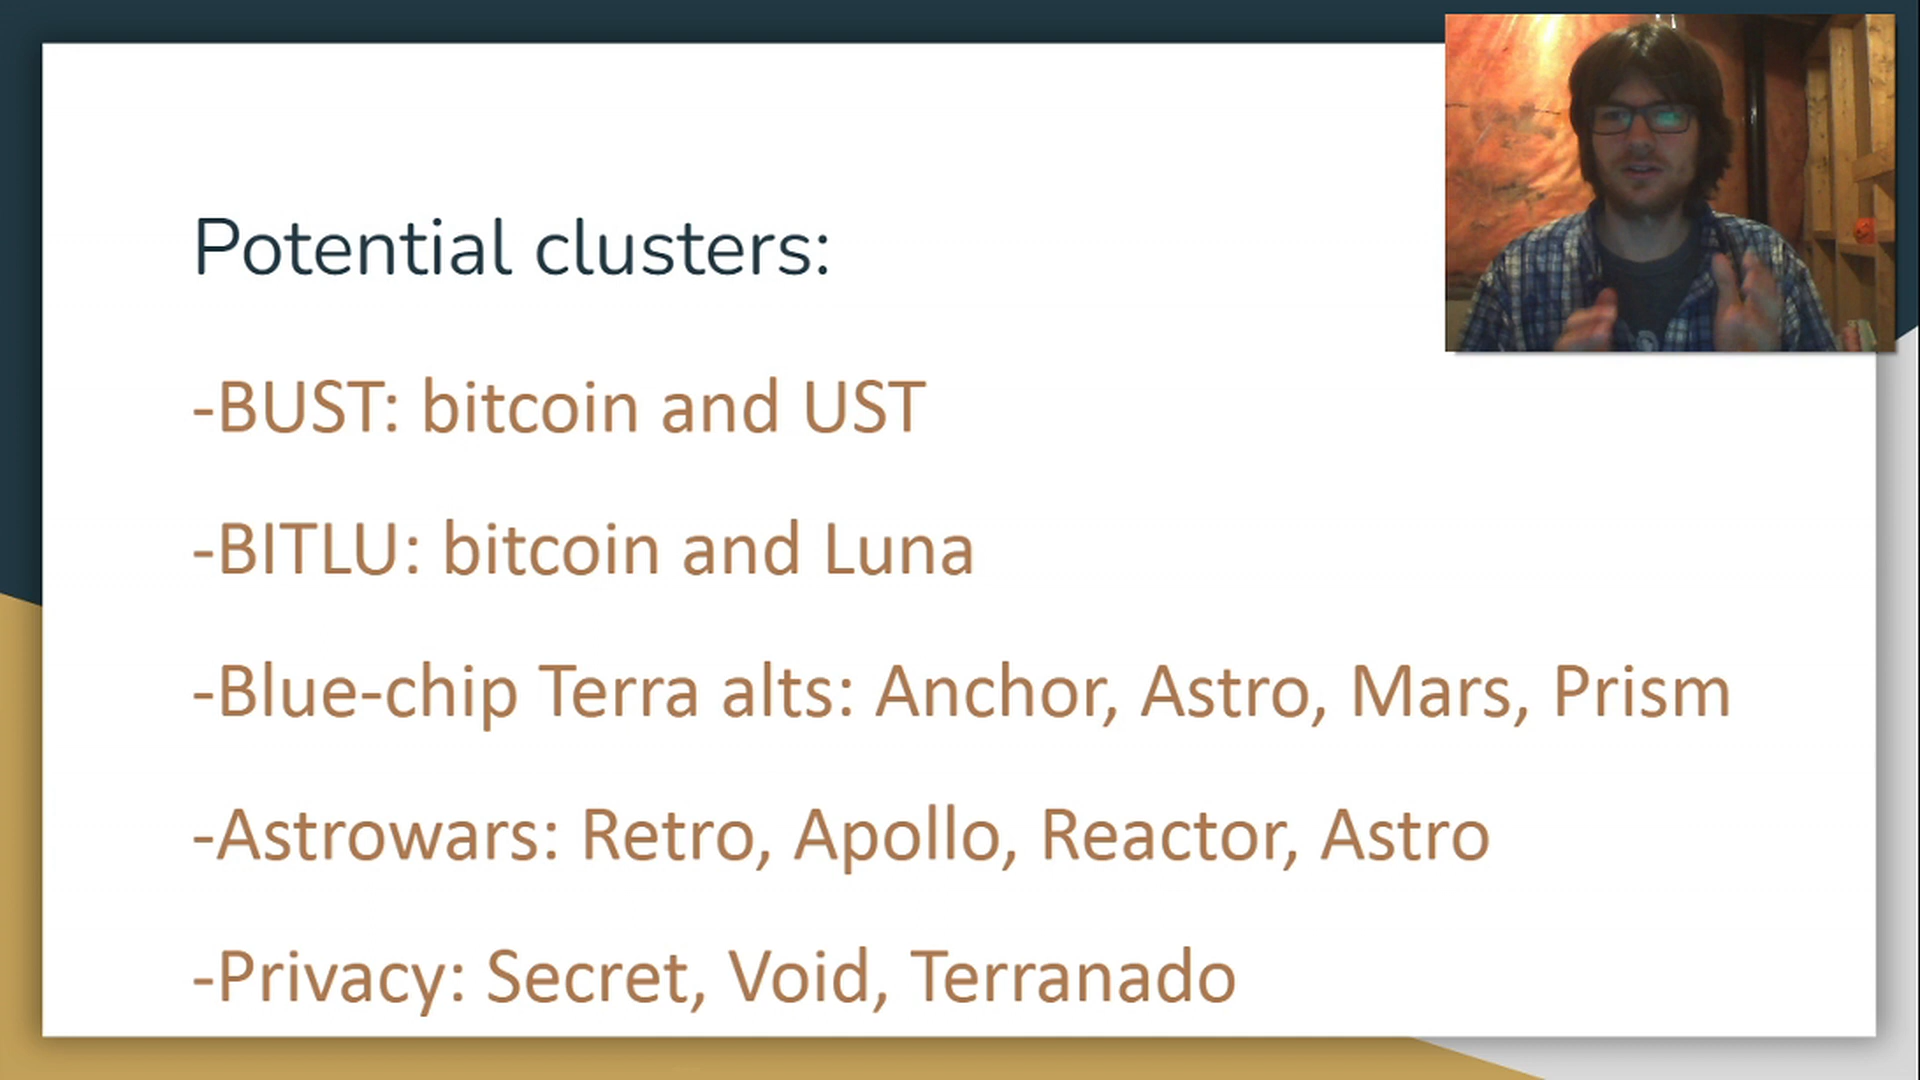 Potential clusters:
-BUST: bitcoin and UST
-BITLU: bitcoin and Luna
-Blue-chip Terra alts: Anchor, Astro, Mars, Prism
-Astrowars: Retro, Apollo, Reactor, Astro
-Privacy: Secret, Void, Terranado